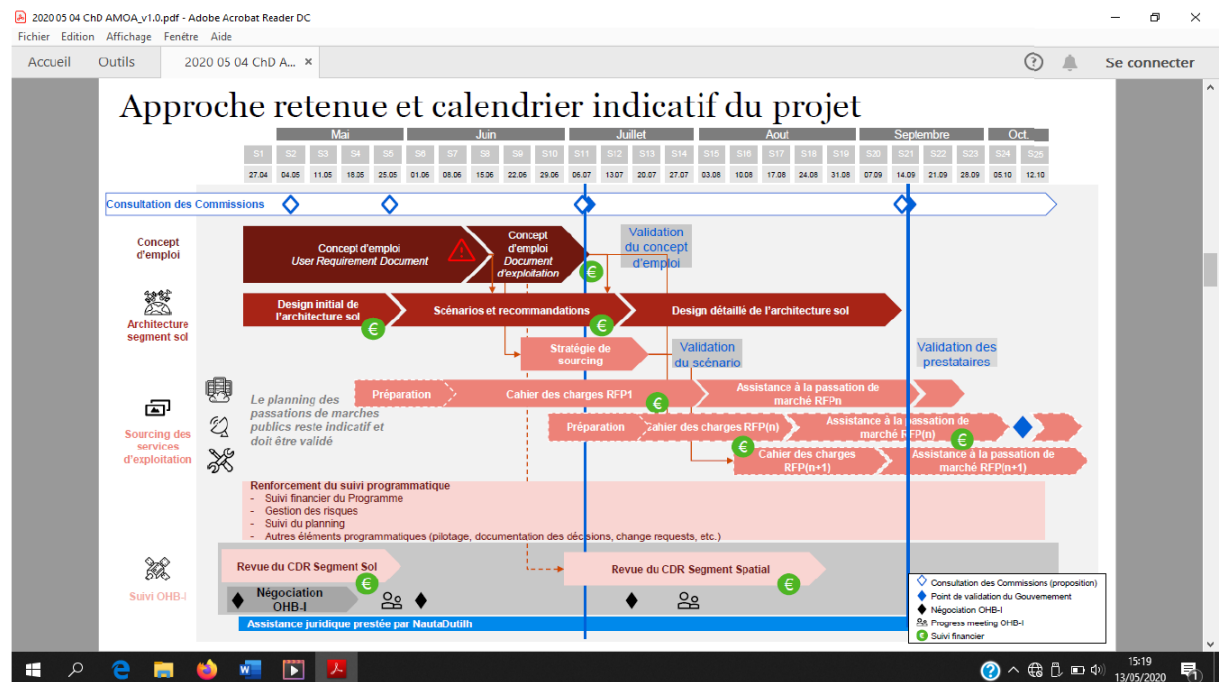 2020 05 04 ChD AMOA_v1.0.pdf - Adobe Acrobat Reader DC
Fichier Edition Affichage Fenêtre Aide
Accueil Outils 2020 05 04 ChD A... × Se connecter
Approche retenue et calendrier indicatif du projet
Mai Juin Juillet Aout Septembre Oct.
S1 S2 S3 S4 S5 S6 S7 S8 S9 S10 S11 S12 S13 S14 S15 S16 S17 S18 S19 S20 S21 S22 S23 S24 S25
27.04 04.05 11.05 18.05 25.05 01.06 08.06 15.06 22.06 29.06 06.07 13.07 20.07 27.07 03.08 10.08 17.08 24.08 31.08 07.09 14.09 21.09 28.09 05.10 12.10
Consultation des Commissions
Concept
d'emploi
Concept d'emploi
User Requirement Document
Concept
d'emploi
Document
d'exploitation
€
Validation
du concept
d'emploi
Architecture
segment sol
Design initial de
l'architecture sol
€
Scénarios et recommandations
€
Design détaillé de l'architecture sol
Stratégie de
sourcing
Validation
du scénario
Validation des
prestataires
Sourcing des
services
d'exploitation
Le planning des
passations de marches
publics reste indicatif et
doit être validé
Préparation
Cahier des charges RFP1
€
Assistance à la passation de
marché RFPn
Préparation
Cahier des charges RFP(n)
€
Assistance à la passation de
marché RFP(n)
€
Cahier des charges
RFP(n+1)
Assistance à la passation de
marché RFP(n+1)
Renforcement du suivi programmatique
- Suivi financier du Programme
- Gestion des risques
- Suivi du planning
- Autres éléments programmatiques (pilotage, documentation des décisions, change requests, etc.)
Suivi OHB-I
Revue du CDR Segment Sol
€
Revue du CDR Segment Spatial
€
Négociation
OHB-I
Assistance juridique prestée par NautaDutilh
Consultation des Commissions (proposition)
Point de validation du Gouvernement
Négociation OHB-I
Progress meeting OHB-I
€ Suivi financier
15:19
13/05/2020